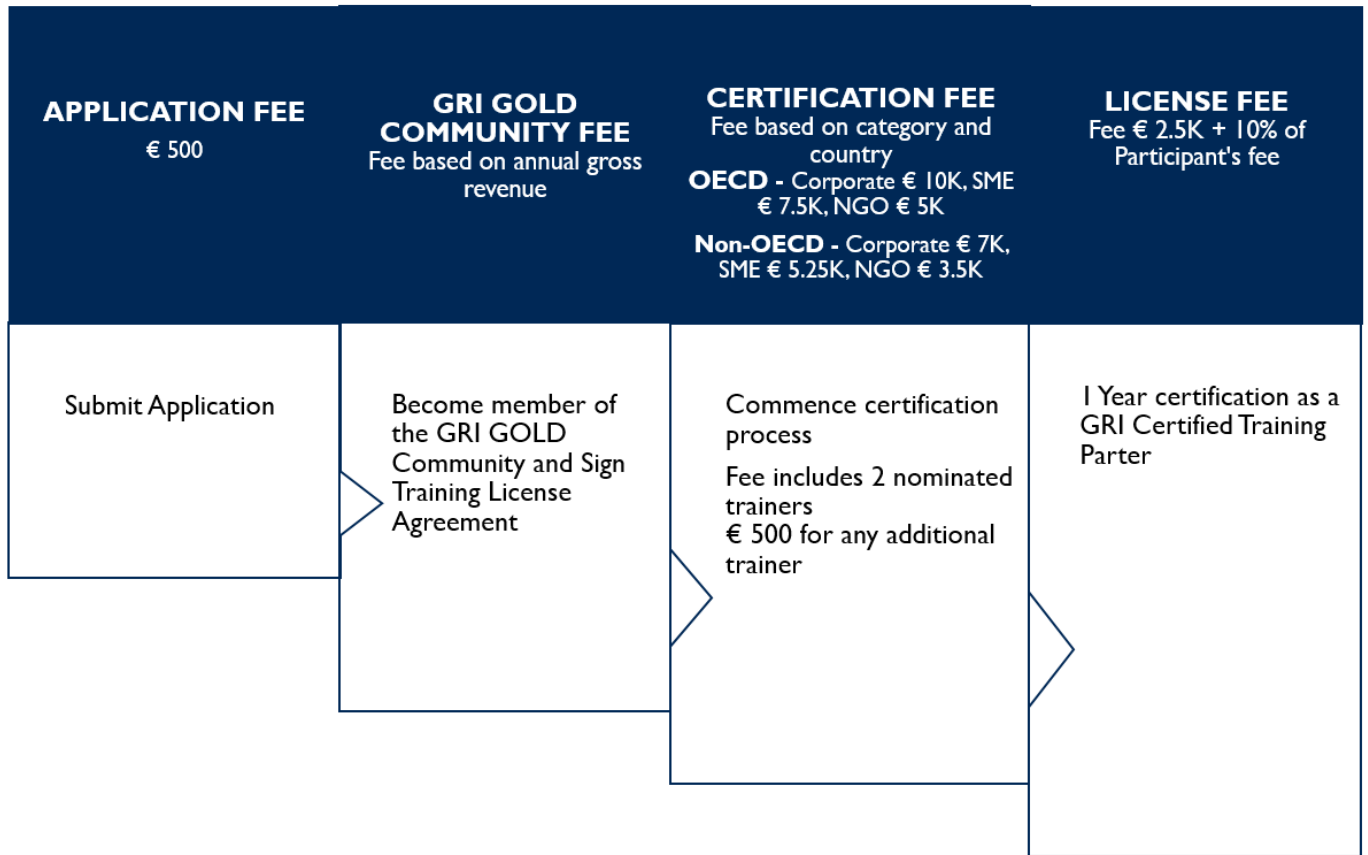 APPLICATION FEE
€ 500
GRI GOLD
COMMUNITY FEE
Fee based on annual gross
revenue
CERTIFICATION FEE
Fee based on category and
country
OECD - Corporate € 10K, SME
€ 7.5K, NGO € 5K
Non-OECD - Corporate € 7K,
SME € 5.25K, NGO € 3.5K
LICENSE FEE
Fee € 2.5K + 10% of
Participant's fee
Submit Application
Become member of
the GRI GOLD
Community and Sign
Training License
Agreement
Commence certification
process
Fee includes 2 nominated
trainers
€ 500 for any additional
trainer
1 Year certification as a
GRI Certified Training
Parter